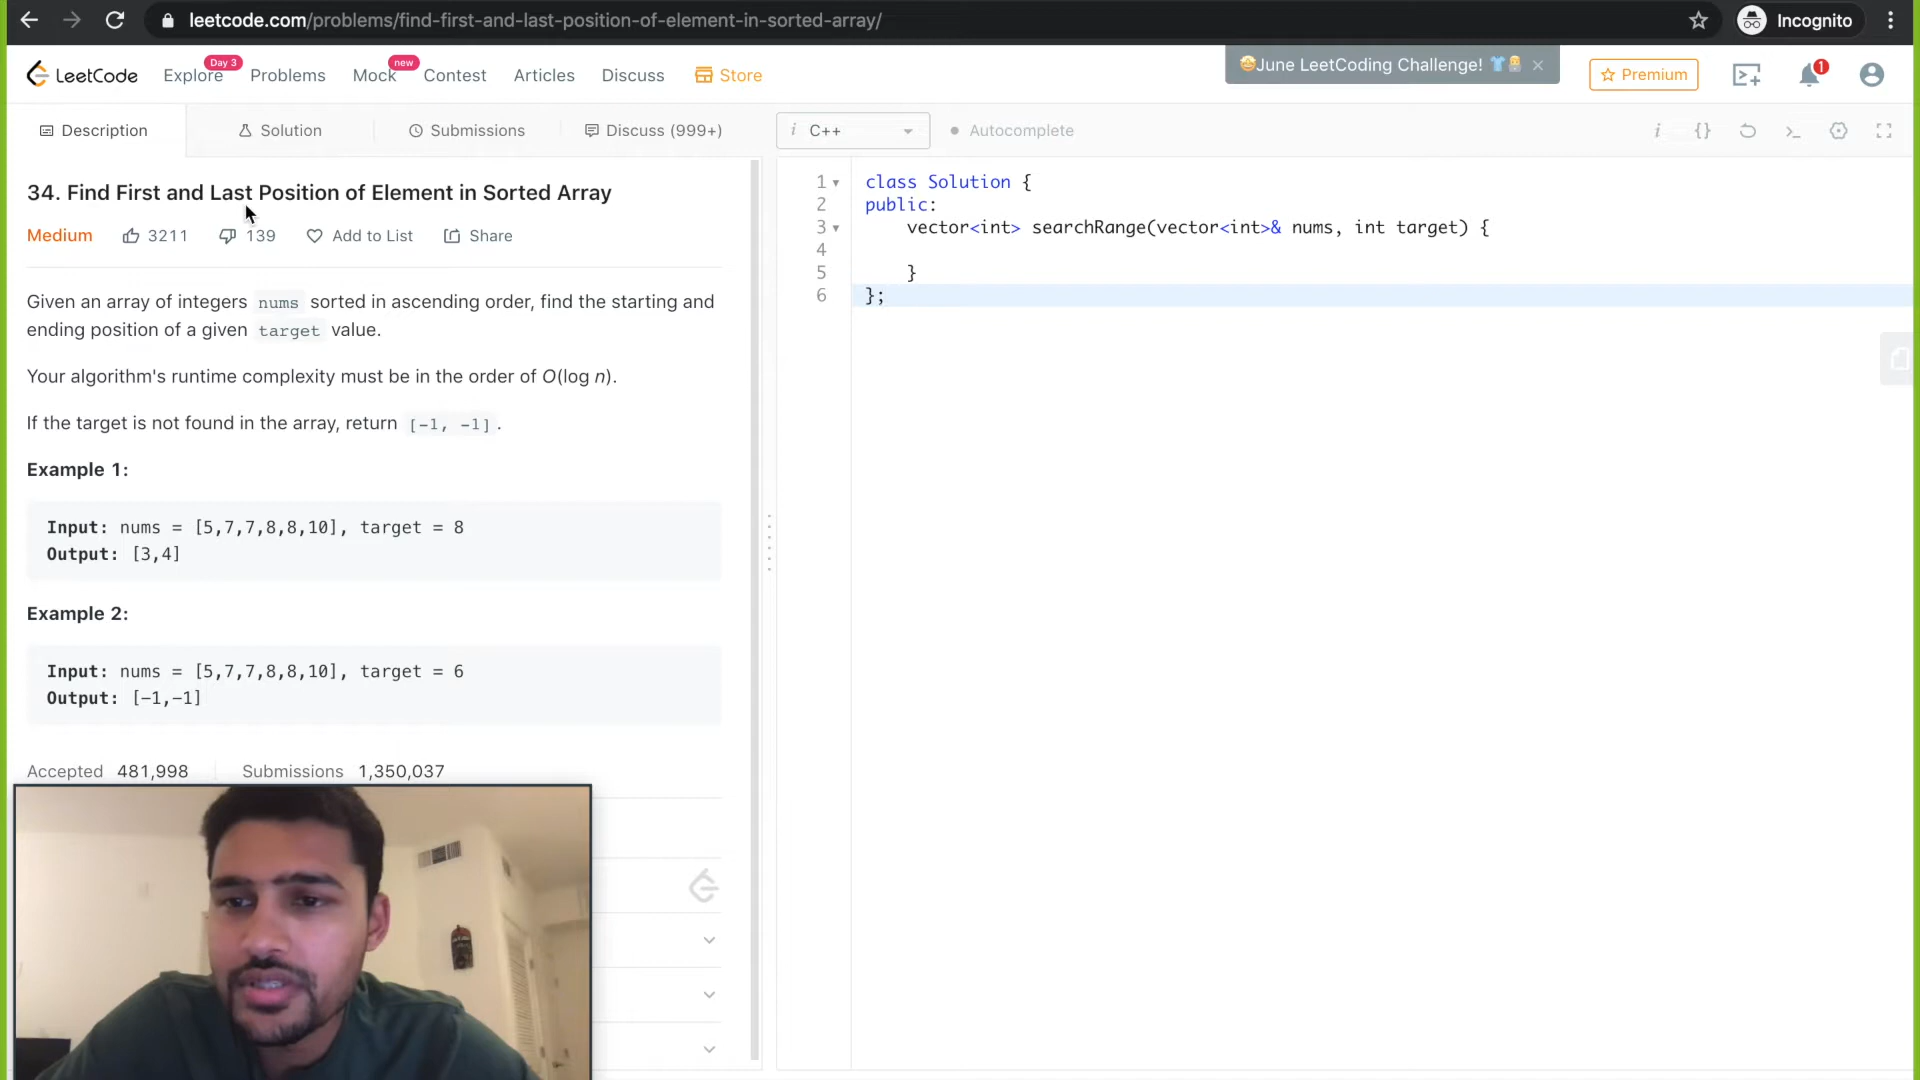 leetcode.com/problems/find-first-and-last-position-of-element-in-sorted-array/
Incognito
LeetCode
Explore
Day 3
Problems
Mock
new
Contest
Articles
Discuss
Store
🤩June LeetCoding Challenge!
Premium
1
Description
Solution
Submissions
Discuss (999+)
i C++
Autocomplete
34. Find First and Last Position of Element in Sorted Array
Medium 3211 139 Add to List Share
Given an array of integers nums sorted in ascending order, find the starting and
ending position of a given target value.
Your algorithm's runtime complexity must be in the order of O(log n).
If the target is not found in the array, return [-1, -1].
Example 1:
Input: nums = [5,7,7,8,8,10], target = 8
Output: [3,4]
Example 2:
Input: nums = [5,7,7,8,8,10], target = 6
Output: [-1,-1]
Accepted 481,998 Submissions 1,350,037
1 class Solution {
2 public:
3 vector<int> searchRange(vector<int>& nums, int target) {
4
5 }
6 };